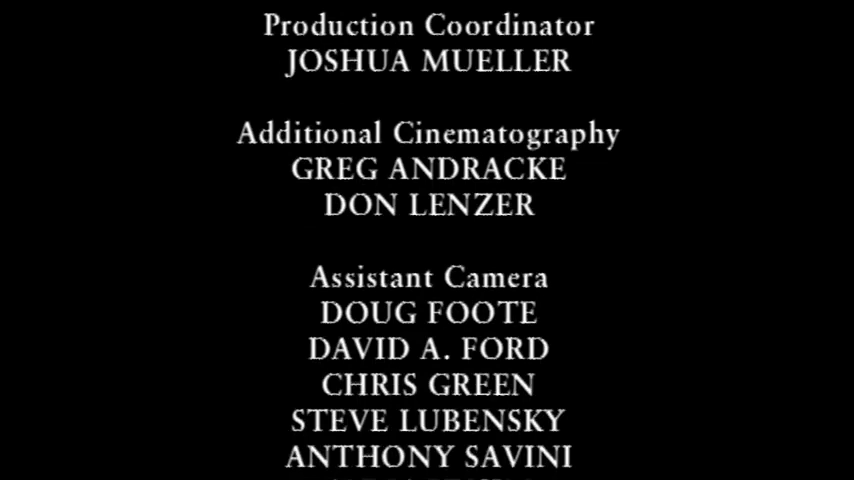 Production Coordinator
JOSHUA MUELLER
Additional Cinematography
GREG ANDRACKE
DON LENZER
Assistant Camera
DOUG FOOTE
DAVID A. FORD
CHRIS GREEN
STEVE LUBENSKY
ANTHONY SAVINI